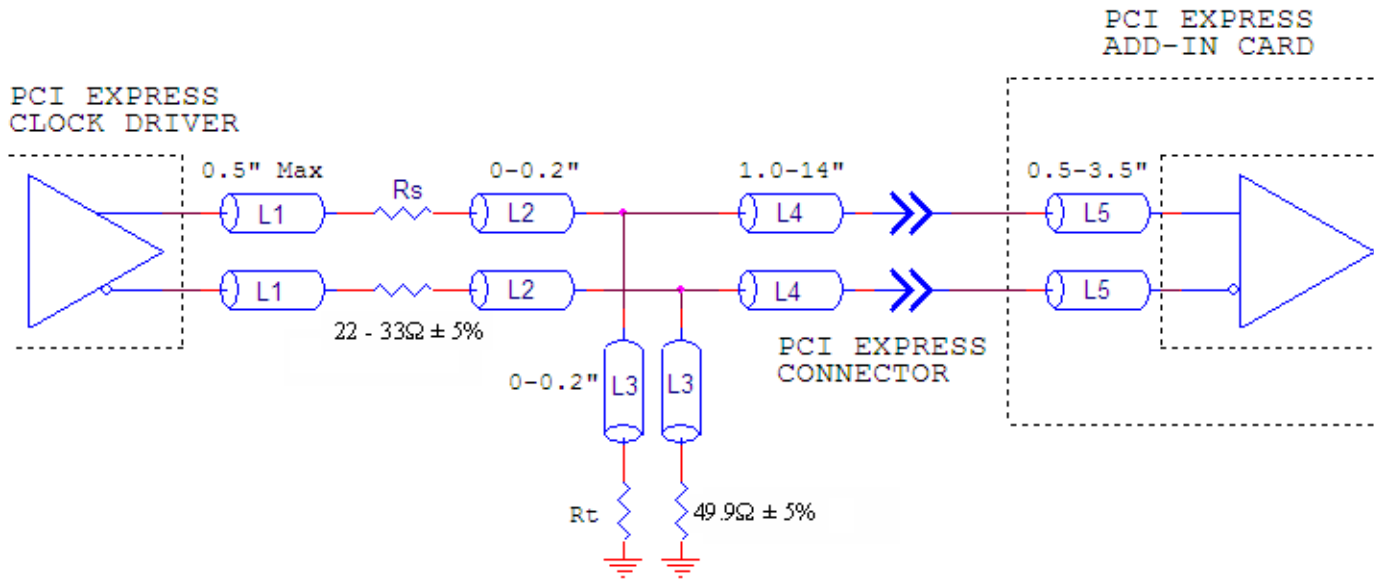 PCI EXPRESS
ADD-IN CARD
PCI EXPRESS
CLOCK DRIVER
0.5" Max
Rs
0-0.2"
1.0-14"
0.5-3.5"
L1
L2
L4
L5
L1
L2
L4
L5
22 - 33Ω ± 5%
PCI EXPRESS
CONNECTOR
0-0.2"
L3
L3
Rt
49.9Ω ± 5%